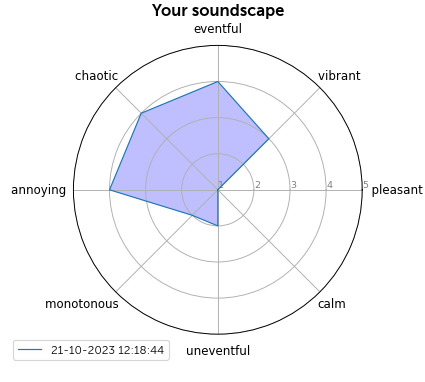 Your soundscape
eventful
chaotic
vibrant
annoying
1
2
3
4
5
pleasant
monotonous
calm
uneventful
21-10-2023 12:18:44